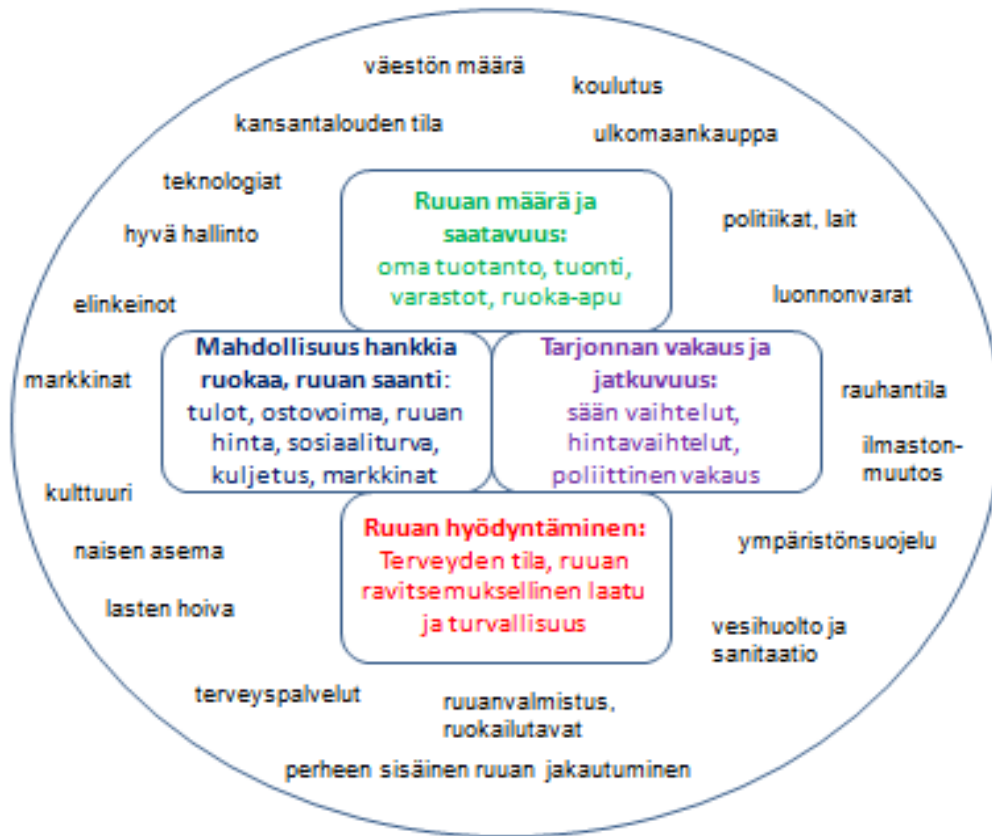 väestön määrä
koulutus
kansantalouden tila
ulkomaankauppa
teknologiat
hyvä hallinto
politiikat, lait
elinkeinot
luonnonvarat
Ruuan määrä ja
saatavuus:
oma tuotanto, tuonti,
varastot, ruoka-apu
markkinat
Mahdollisuus hankkia
ruokaa, ruuan saanti:
tulot, ostovoima, ruuan
hinta, sosiaaliturva,
kuljetus, markkinat
Tarjonnan vakaus ja
jatkuvuus:
sään vaihtelut,
hintavaihtelut,
poliittinen vakaus
rauhantila
ilmaston-
muutos
kulttuuri
naisen asema
lasten hoiva
Ruuan hyödyntäminen:
Terveyden tila, ruuan
ravitsemuksellinen laatu
ja turvallisuus
ympäristönsuojelu
vesihuolto ja
sanitaatio
terveyspalvelut
ruuanvalmistus,
ruokailutavat
perheen sisäinen ruuan jakautuminen